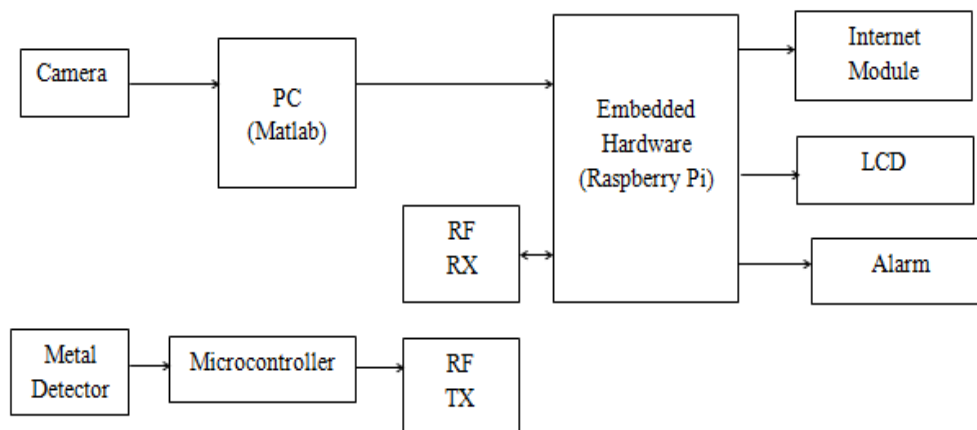 Camera
PC
(Matlab)
Embedded
Hardware
(Raspberry Pi)
Internet
Module
LCD
Alarm
RF
RX
Metal
Detector
Microcontroller
RF
TX